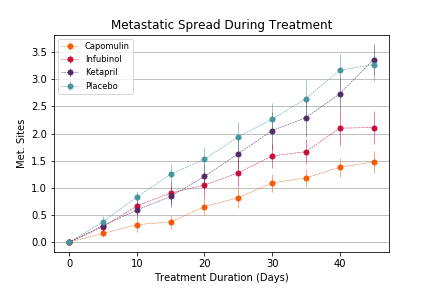 Metastatic Spread During Treatment
Capomulin
Infubinol
Ketapril
Placebo
Met. Sites
3.5
3.0
2.5
2.0
1.5
1.0
0.5
0.0
0 10 20 30 40
Treatment Duration (Days)